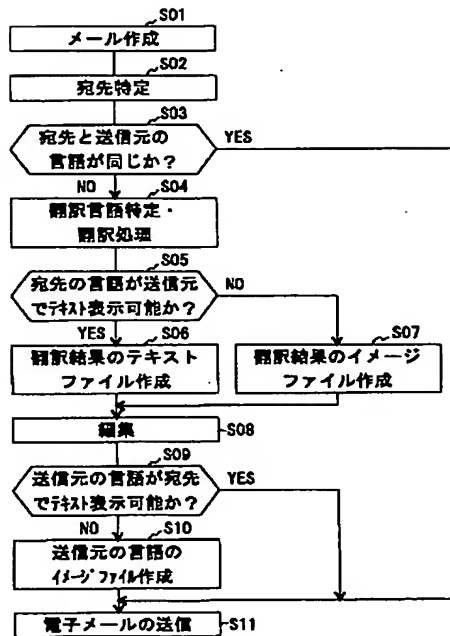 S01
メール作成
S02
宛先特定
S03
宛先と送信元の
言語が同じか?
YES
NO
S04
翻訳言語特定・
翻訳処理
S05
宛先の言語が送信元
でテキスト表示可能か?
NO
YES
S06
S07
翻訳結果のテキスト
ファイル作成
翻訳結果のイメージ
ファイル作成
編集
S08
S09
送信元の言語が宛先
でテキスト表示可能か?
YES
NO
S10
送信元の言語の
イメージファイル作成
電子メールの送信
S11